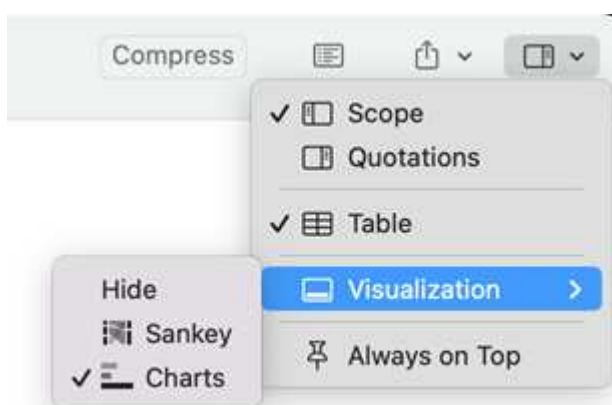 Compress
Scope
Quotations
Table
Visualization
Hide
Sankey
Charts
Always on Top